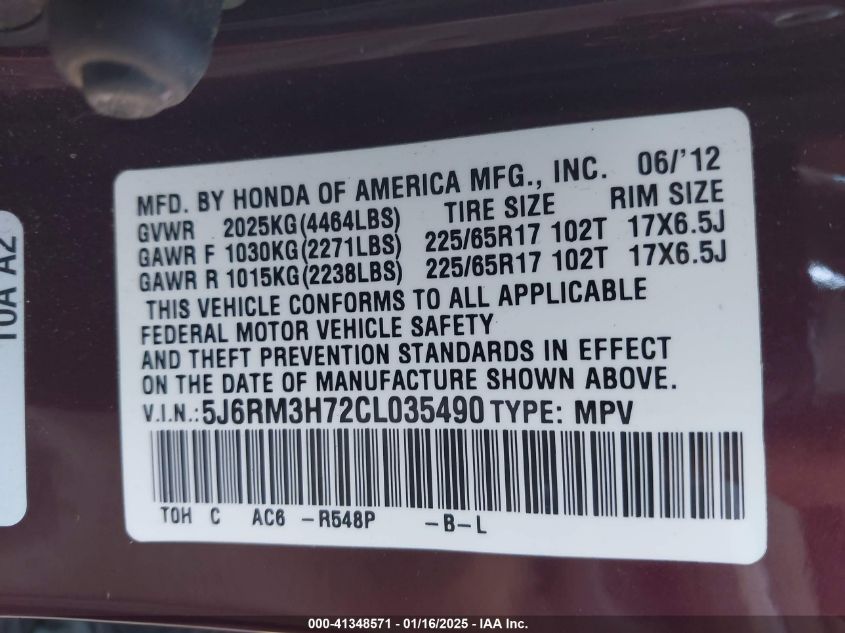 MFD. BY HONDA OF AMERICA MFG., INC. 06/'12
GVWR 2025KG(4464LBS) TIRE SIZE RIM SIZE
GAWR F 1030KG(2271LBS) 225/65R17 102T 17X6.5J
GAWR R 1015KG(2238LBS) 225/65R17 102T 17X6.5J
THIS VEHICLE CONFORMS TO ALL APPLICABLE
FEDERAL MOTOR VEHICLE SAFETY
AND THEFT PREVENTION STANDARDS IN EFFECT
ON THE DATE OF MANUFACTURE SHOWN ABOVE.
V.I.N.:5J6RM3H72CL035490 TYPE: MPV
TOH C AC6 -R548P -B-L
T0A A2
000-41348571 - 01/16/2025 - IAA Inc.